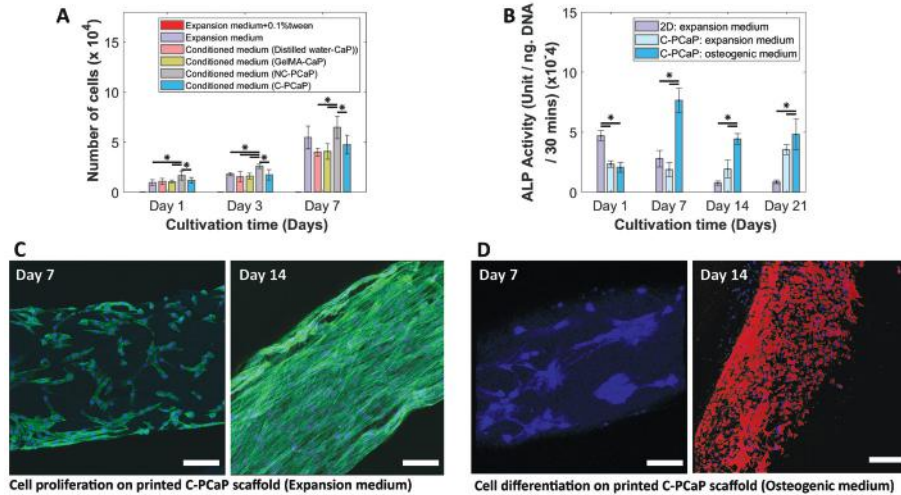 A
Number of cells (x 10⁴)
15
10
5
0
Expansion medium+0.1%tween
Expansion medium
Conditioned medium (Distilled water-CaP))
Conditioned medium (GelMA-CaP)
Conditioned medium (NC-PCaP)
Conditioned medium (C-PCaP)
* * * * * *
Day 1 Day 3 Day 7
Cultivation time (Days)
B
ALP Activity (Unit / ng. DNA
/ 30 mins) (x10⁻4)
15
10
5
0
2D: expansion medium
C-PCaP: expansion medium
C-PCaP: osteogenic medium
* * * *
Day 1 Day 7 Day 14 Day 21
Cultivation time (Days)
C
Day 7
Day 14
Cell proliferation on printed C-PCaP scaffold (Expansion medium)
D
Day 7
Day 14
Cell differentiation on printed C-PCaP scaffold (Osteogenic medium)